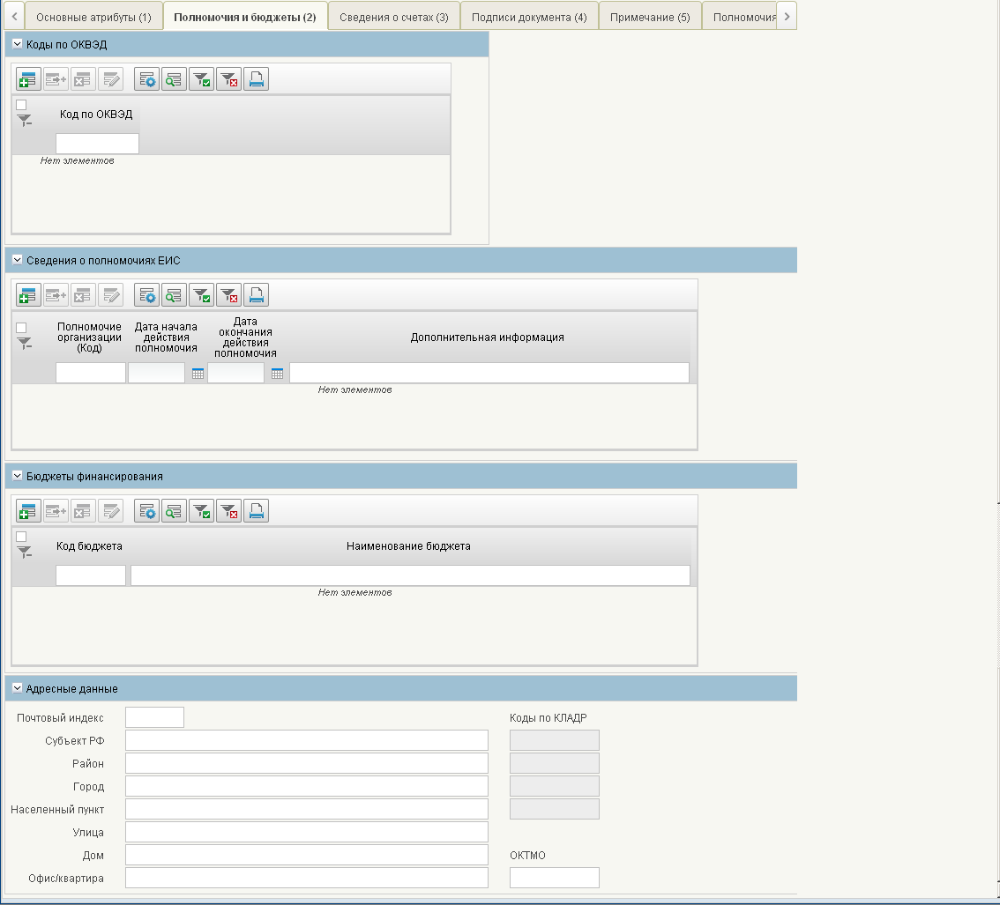 Основные атрибуты (1)
Полномочия и бюджеты (2)
Сведения о счетах (3)
Подписи документа (4)
Примечание (5)
Полномочия
Коды по ОКВЭД
Код по ОКВЭД
Нет элементов
Сведения о полномочиях ЕИС
Полномочие организации (Код)
Дата начала действия полномочия
Дата окончания действия полномочия
Дополнительная информация
Нет элементов
Бюджеты финансирования
Код бюджета
Наименование бюджета
Нет элементов
Адресные данные
Почтовый индекс
Коды по КЛАДР
Субъект РФ
Район
Город
Населенный пункт
Улица
Дом
ОКТМО
Офис/квартира